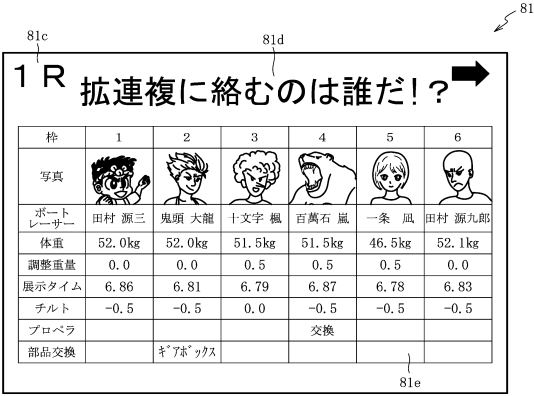 81
81c
81d
1R
拡連複に絡むのは誰だ!?
枠 1 2 3 4 5 6
写真
ボートレーサー 田村 源三 鬼頭 大龍 十文字 楓 百萬石 嵐 一条 凪 田村 源九郎
体重 52.0kg 52.0kg 51.5kg 51.5kg 46.5kg 52.1kg
調整重量 0.0 0.0 0.5 0.5 0.5 0.0
展示タイム 6.86 6.81 6.79 6.87 6.78 6.83
チルト -0.5 -0.5 0.0 -0.5 -0.5 -0.5
プロペラ 交換
部品交換 ギアボックス
81e